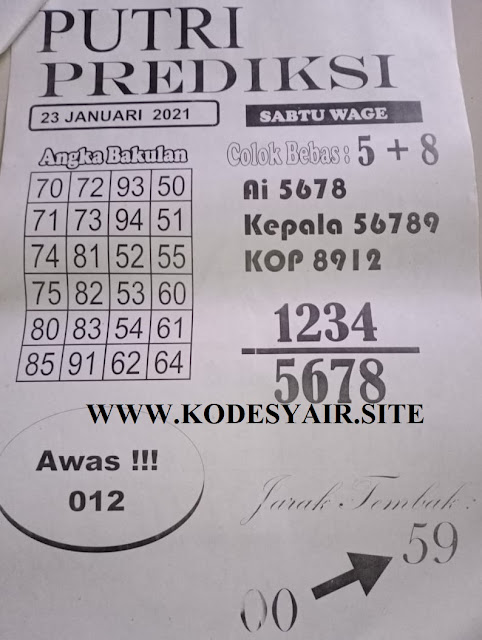 PUTRI
PREDIKSI
23 JANUARI 2021
SABTU WAGE
Angka Bakulan
70 72 93 50
71 73 94 51
74 81 52 55
75 82 53 60
80 83 54 61
85 91 62 64
Colok Bebas : 5 + 8
Ai 5678
Kepala 56789
KOP 8912
1234
5678
WWW.KODESYAIR.SITE
Awas !!!
012
Jarak Tembak :
00
59